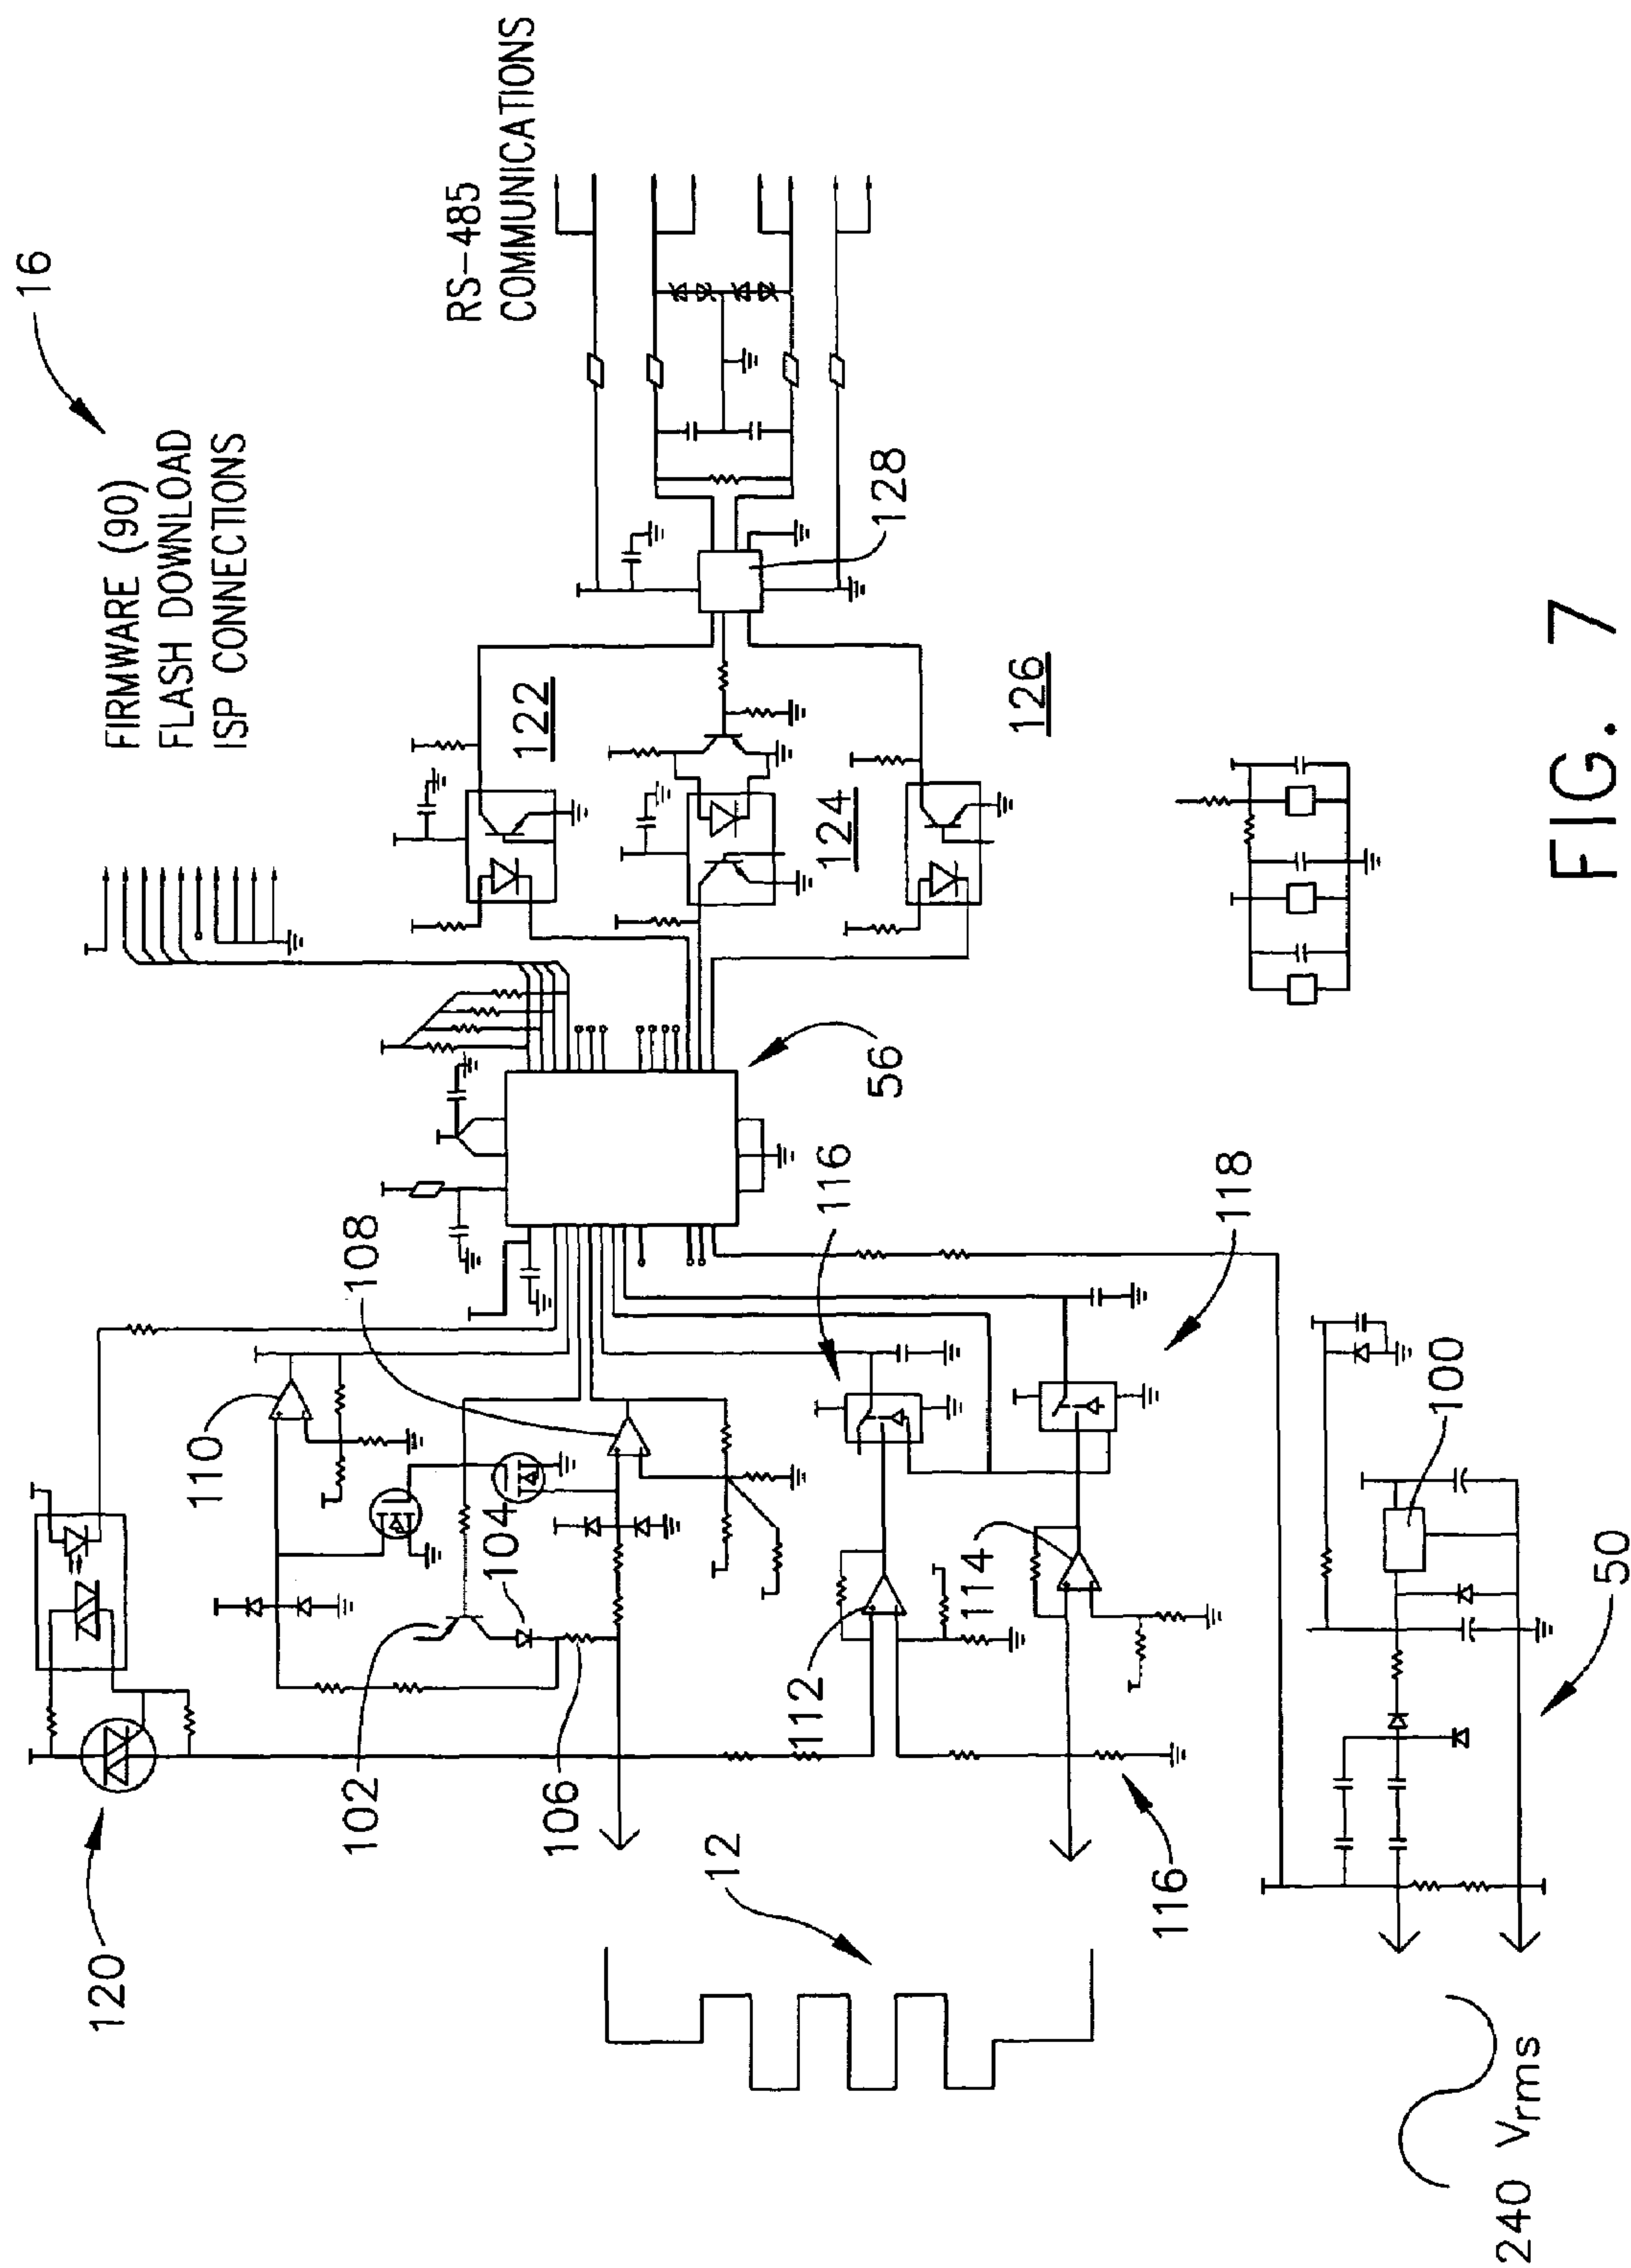 16
FIRMWARE (90)
FLASH DOWNLOAD
ISP CONNECTIONS
RS-485
COMMUNICATIONS
120
110
108
102
104
106
122
124
126
128
56
12
112
114
116
118
116
100
50
240 Vrms
FIG. 7